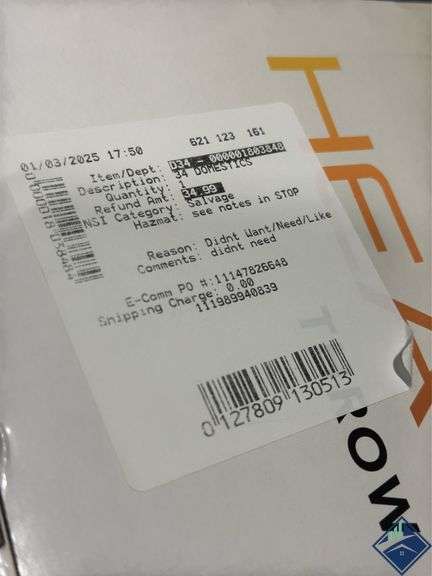 01/03/2025 17:50
621 123 161
Item/Dept: D34 - 000001803848
Description: 34 DOMESTICS
Quantity: 1
Refund Amt: 34.99
NSI Category: Salvage
Hazmat: see notes in STOP
Reason: Didnt Want/Need/Like
Comments: didnt need
E-Comm PO #:11147826648
Shipping Charge: 0.00
111989940839
0 127809 130513
HE
ROW